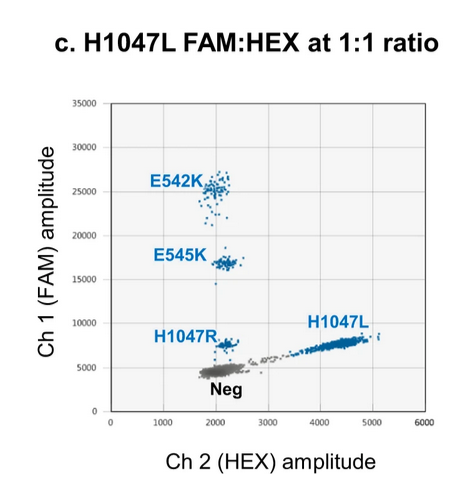 c. H1047L FAM:HEX at 1:1 ratio
35000
30000
25000
20000
15000
10000
5000
0
Ch 1 (FAM) amplitude
E542K
E545K
H1047R
H1047L
Neg
0 1000 2000 3000 4000 5000 6000
Ch 2 (HEX) amplitude